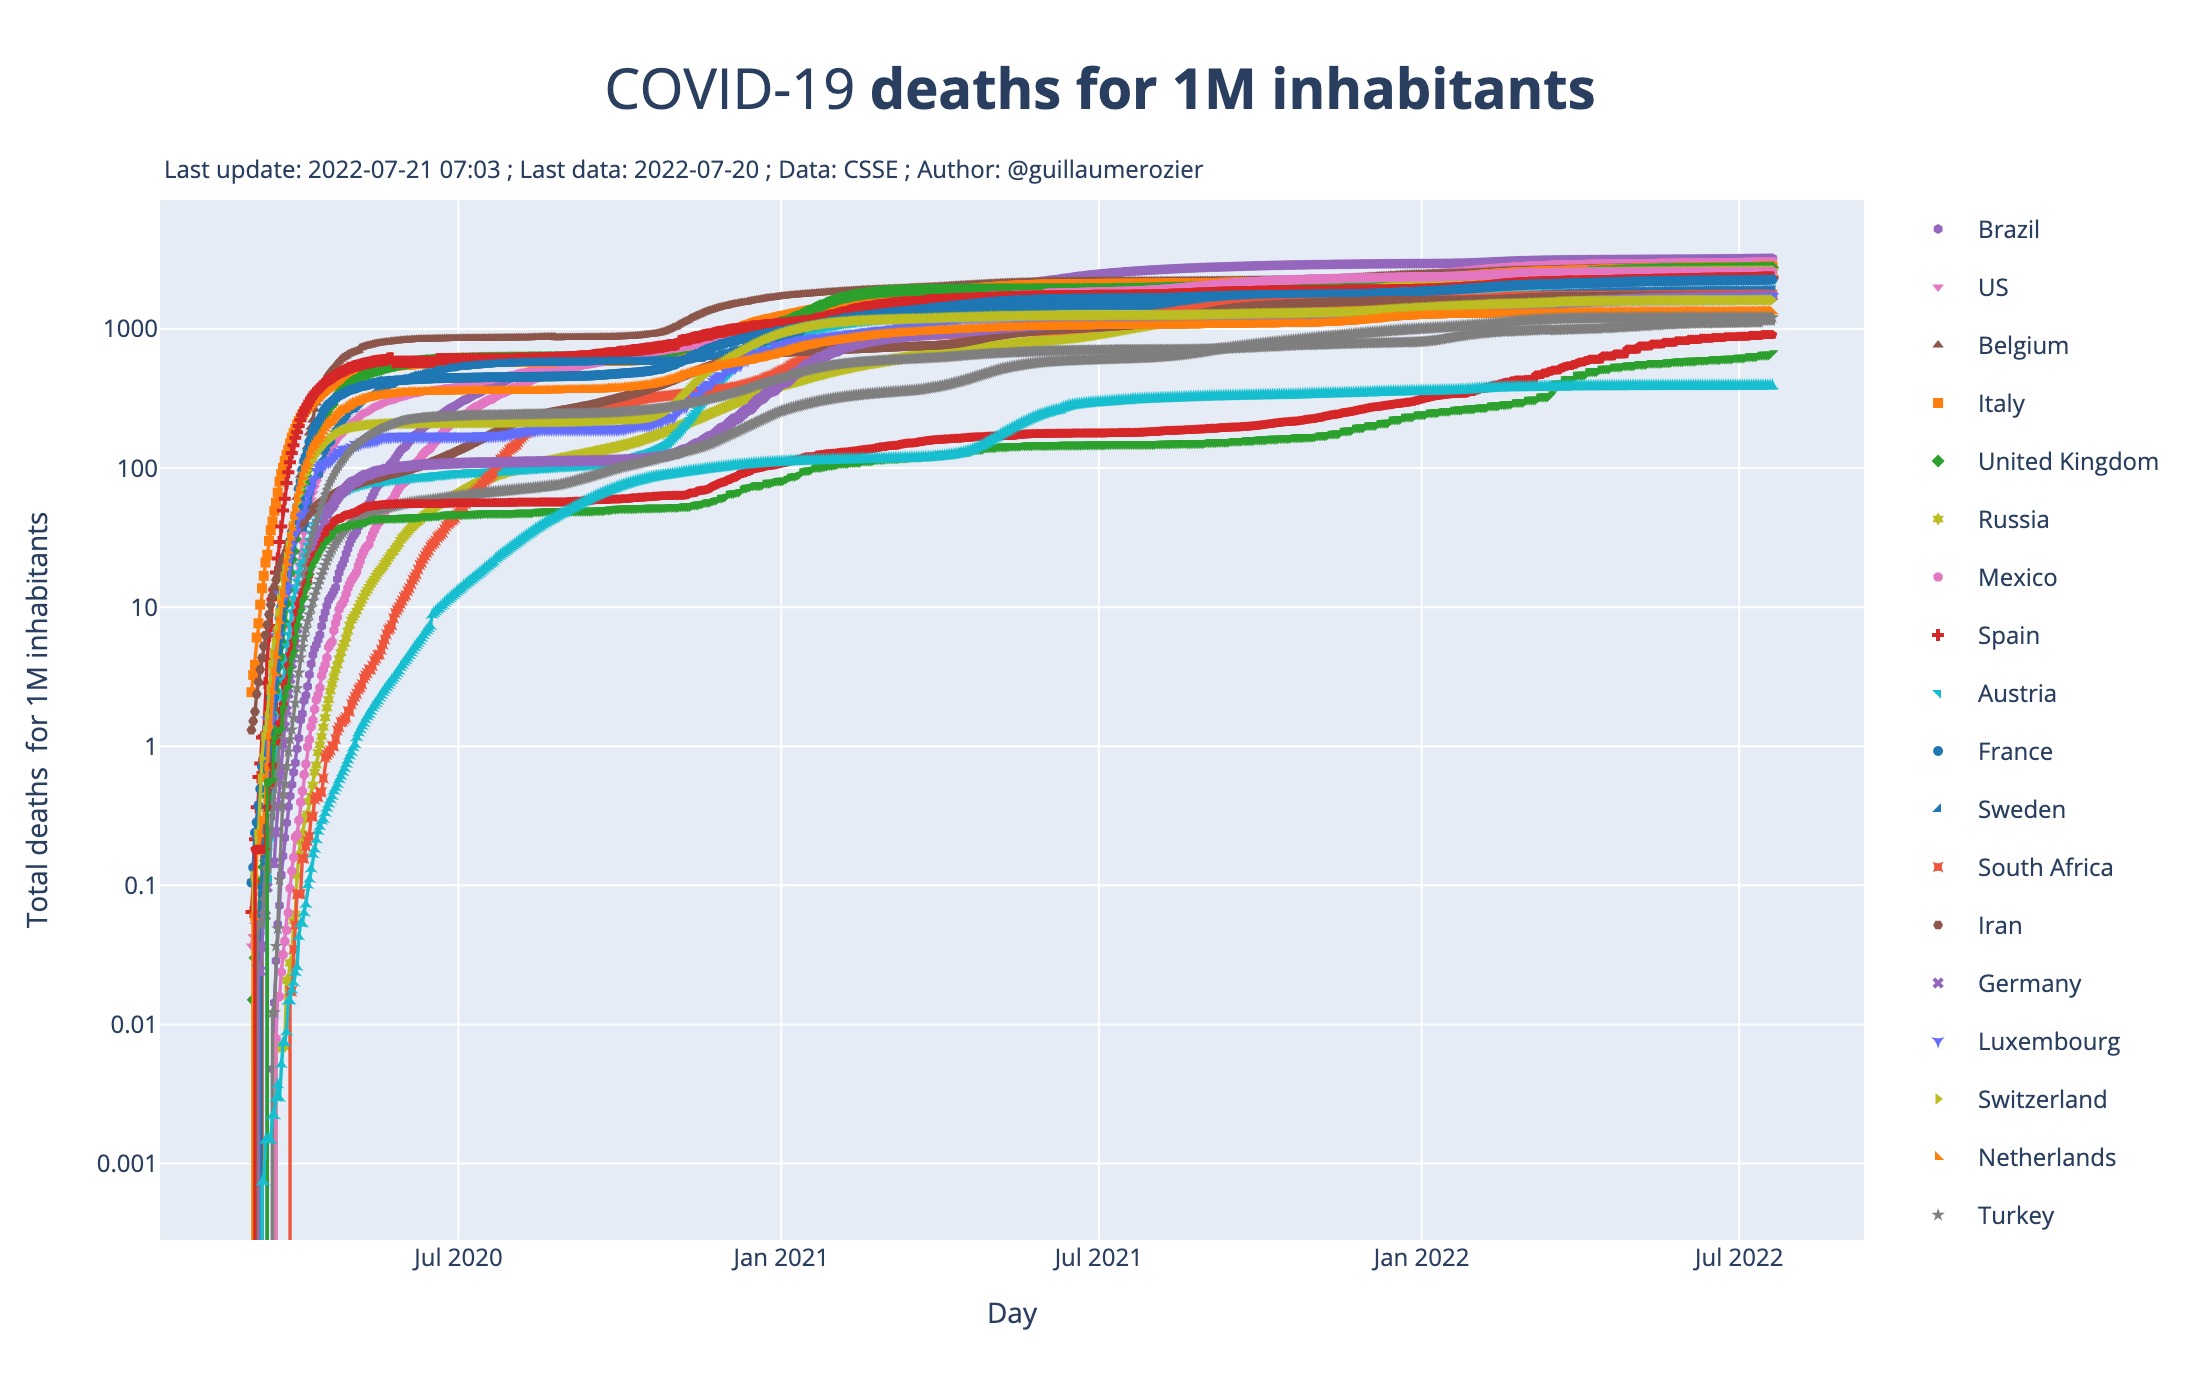 COVID-19 deaths for 1M inhabitants
Last update: 2022-07-21 07:03 ; Last data: 2022-07-20 ; Data: CSSE ; Author: @guillaumerozier
Total deaths for 1M inhabitants
1000
100
10
1
0.1
0.01
0.001
Jul 2020
Jan 2021
Jul 2021
Jan 2022
Jul 2022
Day
Brazil
US
Belgium
Italy
United Kingdom
Russia
Mexico
Spain
Austria
France
Sweden
South Africa
Iran
Germany
Luxembourg
Switzerland
Netherlands
Turkey